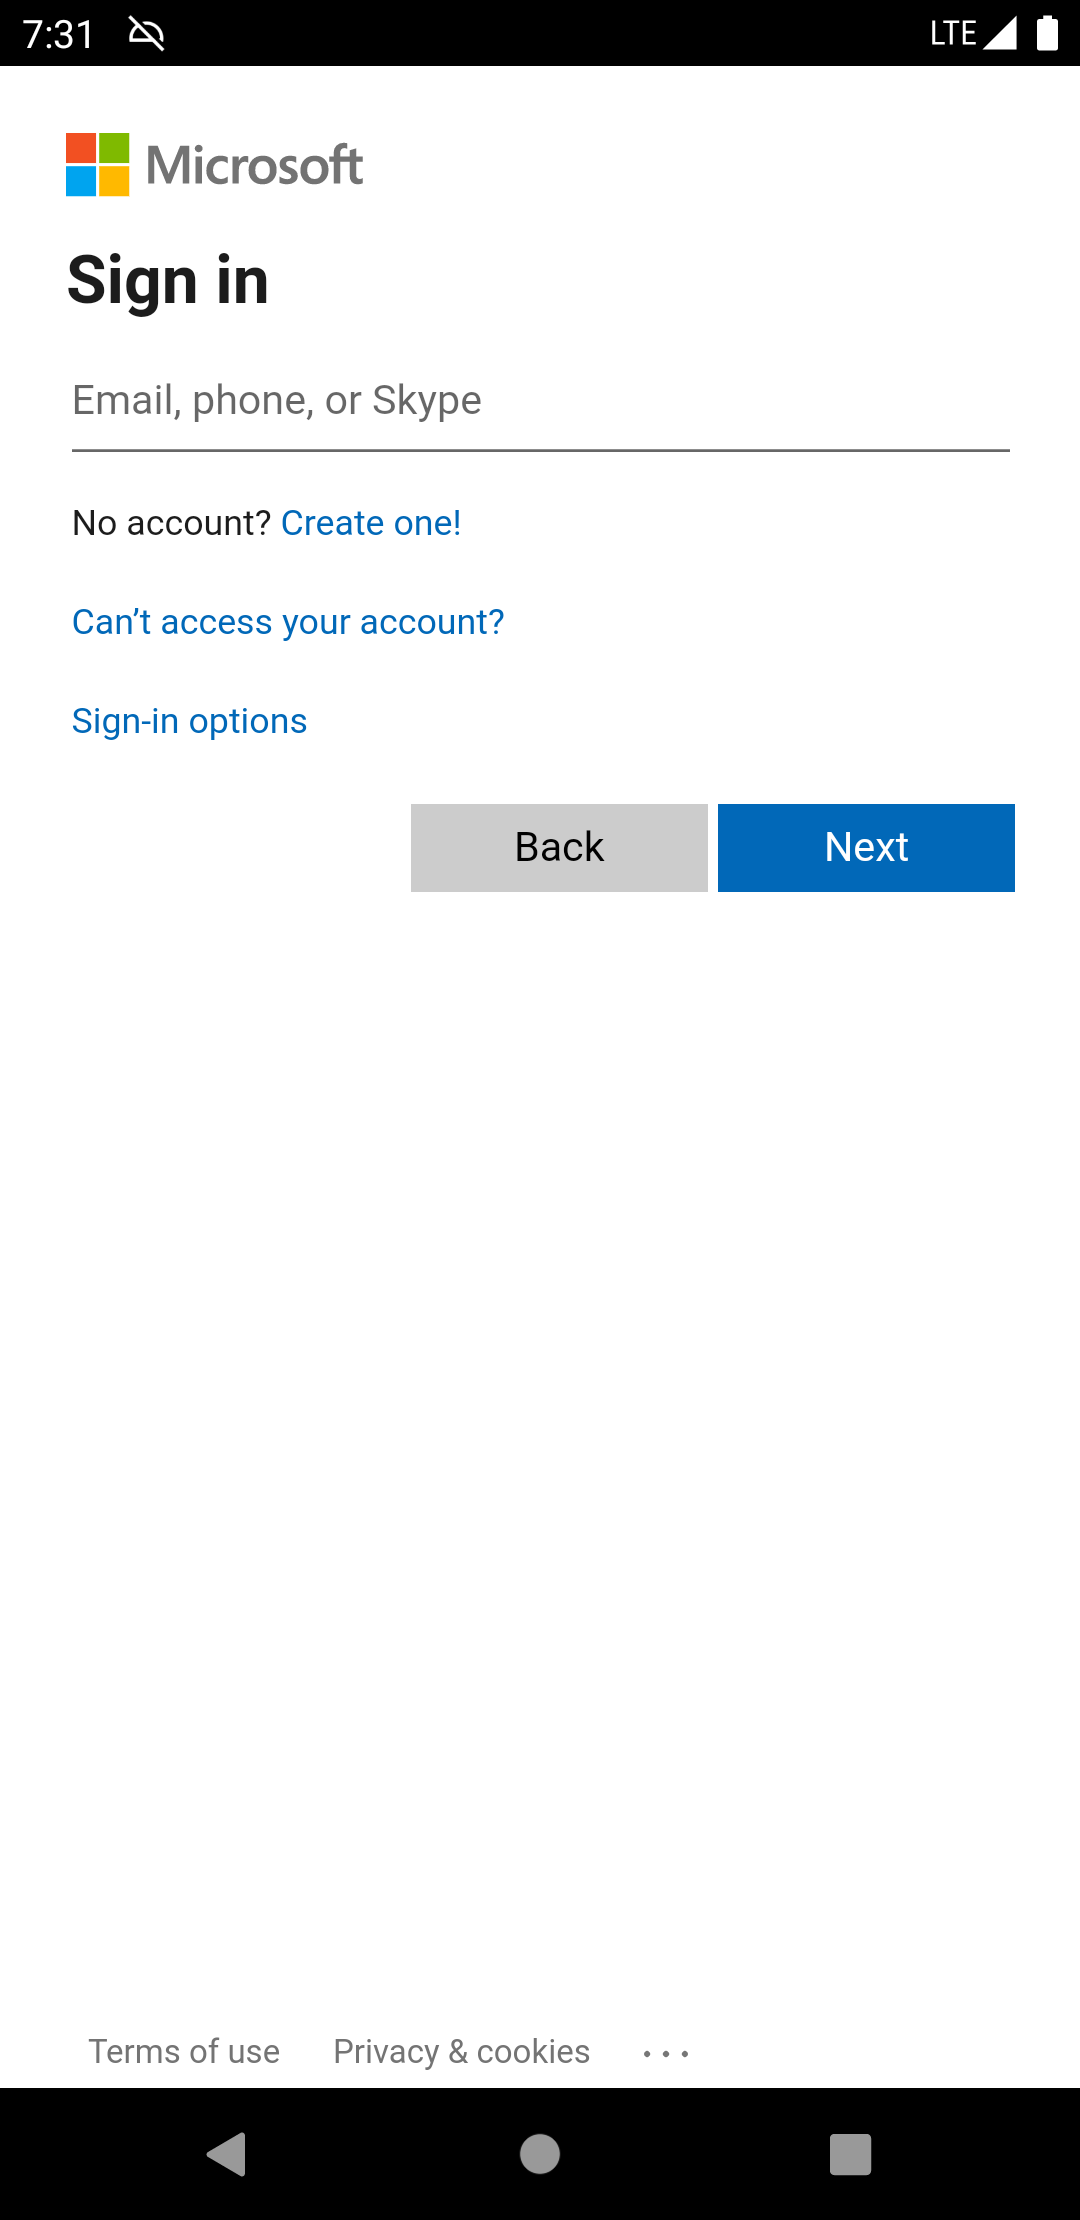 7:31 LTE
Microsoft
Sign in
Email, phone, or Skype
No account? Create one!
Can’t access your account?
Sign-in options
Back Next
Terms of use Privacy & cookies ...